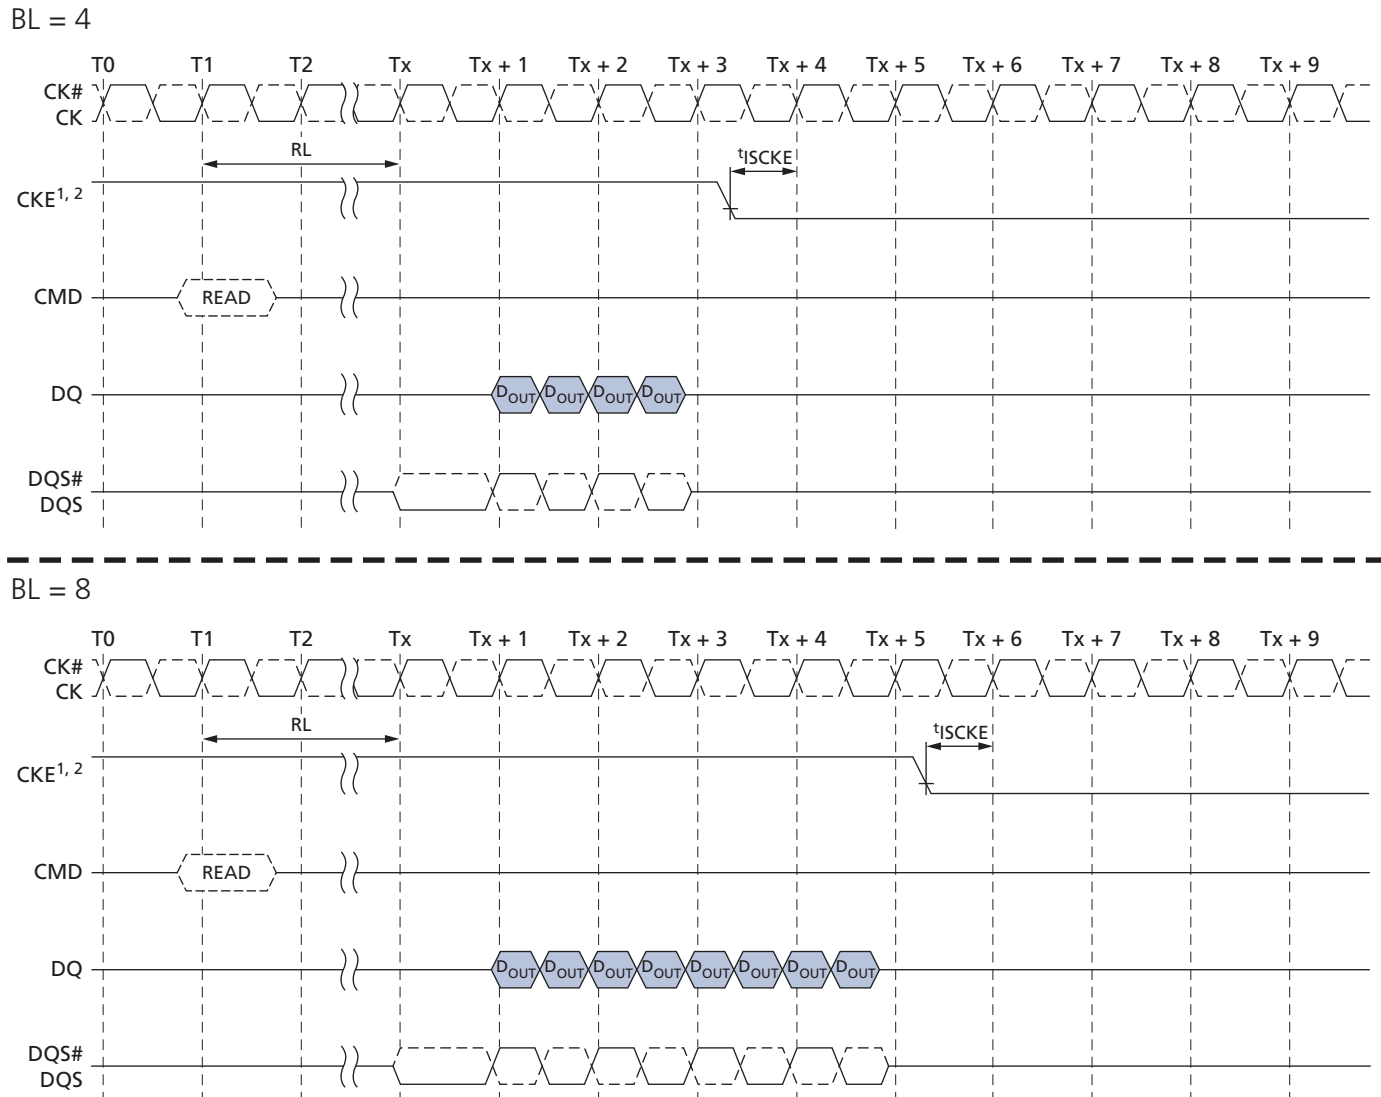 BL = 4
T0 T1 T2 Tx Tx + 1 Tx + 2 Tx + 3 Tx + 4 Tx + 5 Tx + 6 Tx + 7 Tx + 8 Tx + 9
CK#
CK
RL
tISCKE
CKE1, 2
CMD READ
DQ DOUT DOUT DOUT DOUT
DQS#
DQS
BL = 8
T0 T1 T2 Tx Tx + 1 Tx + 2 Tx + 3 Tx + 4 Tx + 5 Tx + 6 Tx + 7 Tx + 8 Tx + 9
CK#
CK
RL
tISCKE
CKE1, 2
CMD READ
DQ DOUT DOUT DOUT DOUT DOUT DOUT DOUT DOUT
DQS#
DQS